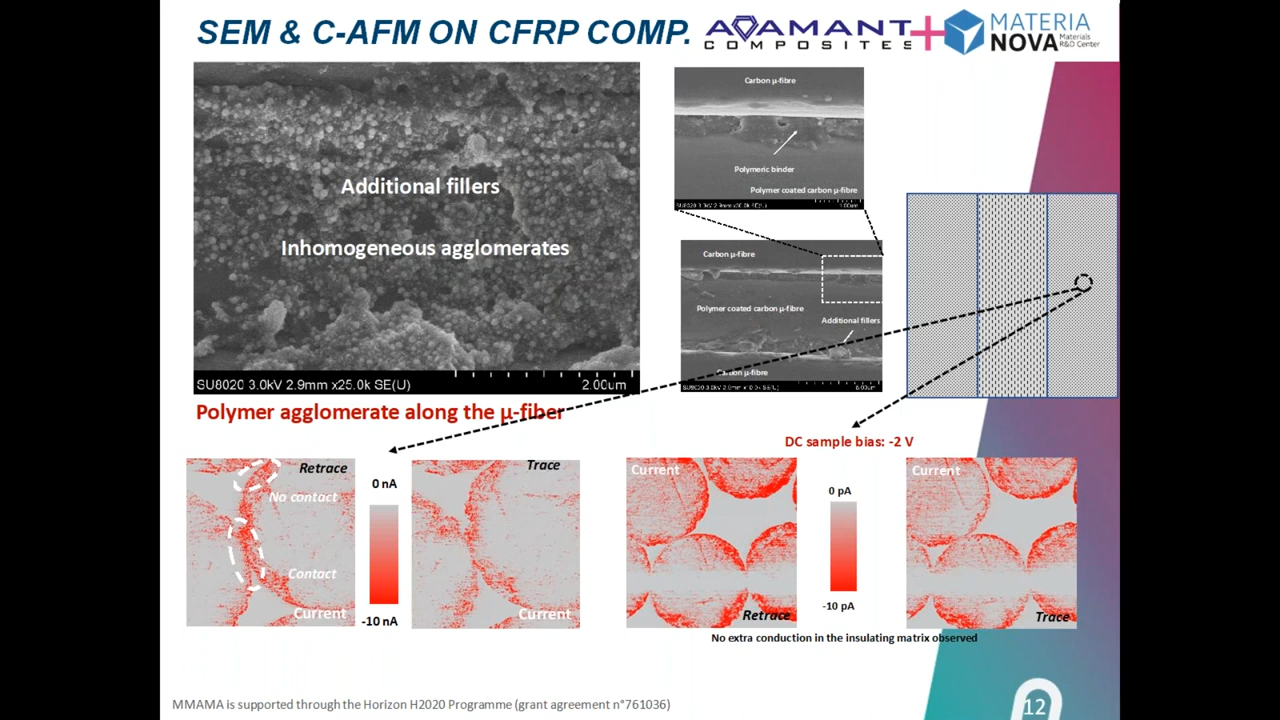 SEM & C-AFM ON CFRP COMP.
ADAMANT
COMPOSITES
MATERIA
NOVA
Materials
R&D Center
Additional fillers
Inhomogeneous agglomerates
SU8020 3.0kV 2.9mm x25.0k SE(U)
2.00um
Carbon µ-fibre
Polymeric binder
Polymer coated carbon µ-fibre
Carbon µ-fibre
Polymer coated carbon µ-fibre
Additional fillers
Carbon µ-fibre
Polymer agglomerate along the µ-fiber
DC sample bias: -2 V
Retrace
No contact
Contact
Current
0 nA
-10 nA
Trace
Current
Current
Retrace
0 pA
-10 pA
Current
Trace
No extra conduction in the insulating matrix observed
MMAMA is supported through the Horizon H2020 Programme (grant agreement n°761036)
12